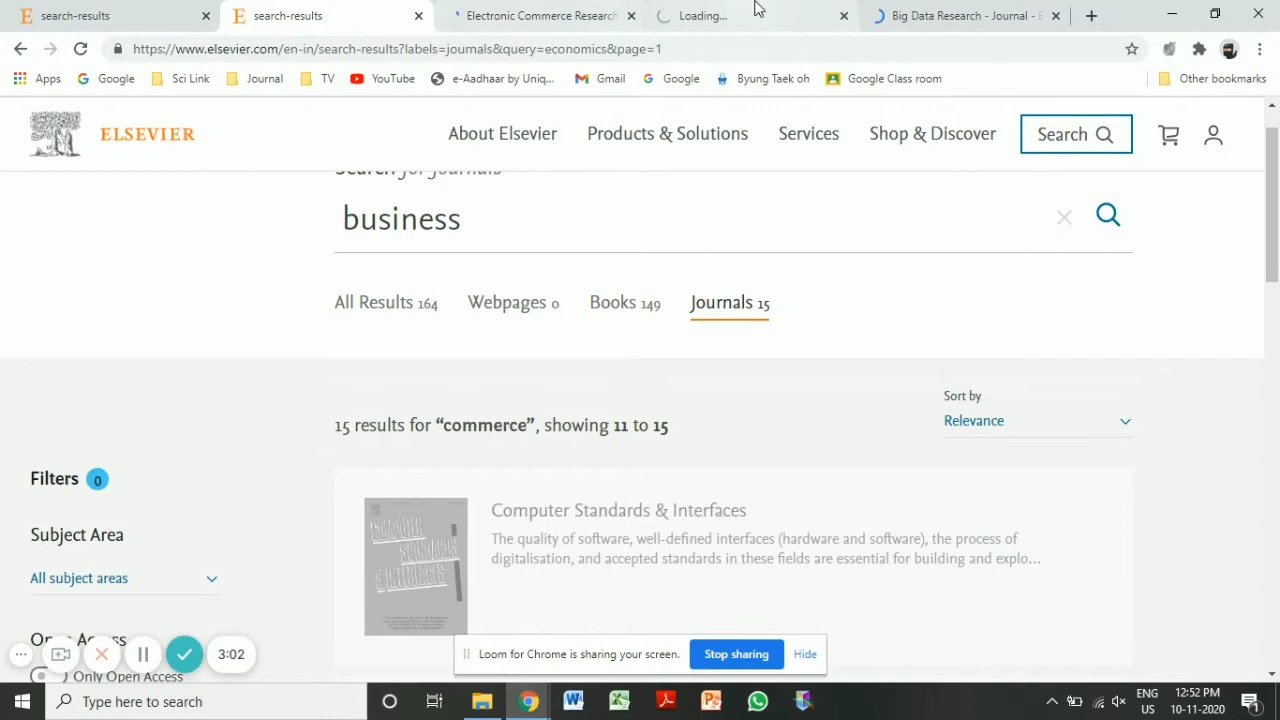 search-results
search-results
Electronic Commerce Research
Loading...
Big Data Research - Journal - E
https://www.elsevier.com/en-in/search-results?labels=journals&query=economics&page=1
Apps
Google
Sci Link
Journal
TV
YouTube
e-Aadhaar by Uniq...
Gmail
Google
Byung Taek oh
Google Class room
Other bookmarks
ELSEVIER
About Elsevier
Products & Solutions
Services
Shop & Discover
Search
Search for journals
business
All Results 164
Webpages 0
Books 149
Journals 15
Sort by
15 results for “commerce”, showing 11 to 15
Relevance
Filters 0
Computer Standards & Interfaces
Subject Area
The quality of software, well-defined interfaces (hardware and software), the process of
digitalisation, and accepted standards in these fields are essential for building and explo...
All subject areas
Open Access
3:02
Loom for Chrome is sharing your screen.
Stop sharing
Hide
Only Open Access
Type here to search
ENG
US
12:52 PM
10-11-2020
1